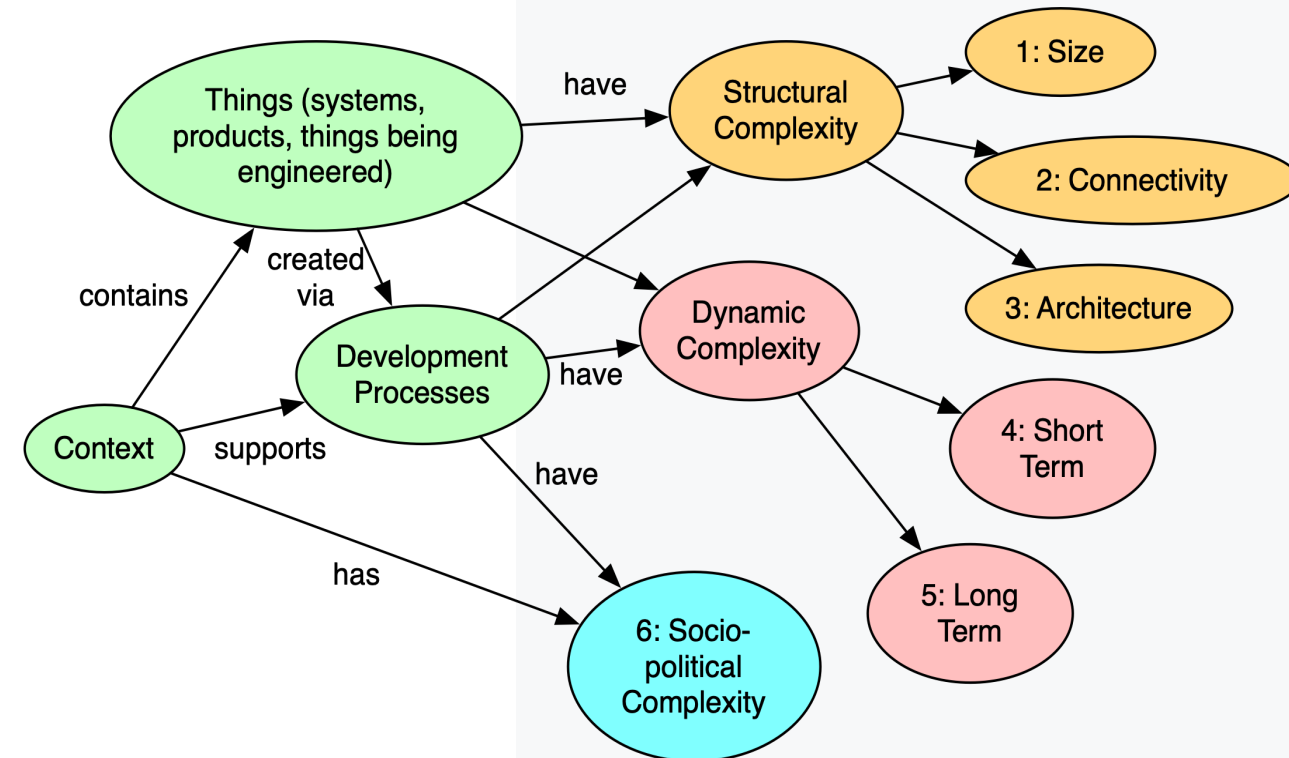 Things (systems,
products, things being
engineered)
have
Structural
Complexity
1: Size
2: Connectivity
3: Architecture
created
via
contains
Development
Processes
have
Dynamic
Complexity
4: Short
Term
5: Long
Term
Context
supports
have
has
6: Socio-
political
Complexity